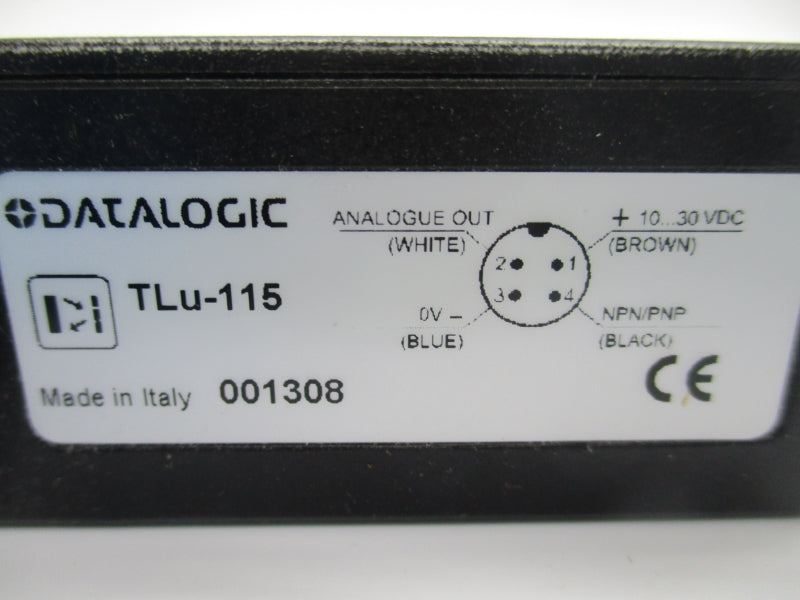 DATALOGIC
TLu-115
Made in Italy 001308
ANALOGUE OUT
(WHITE)
+ 10...30 VDC
(BROWN)
2 1
3 4
0V –
(BLUE)
NPN/PNP
(BLACK)
CE